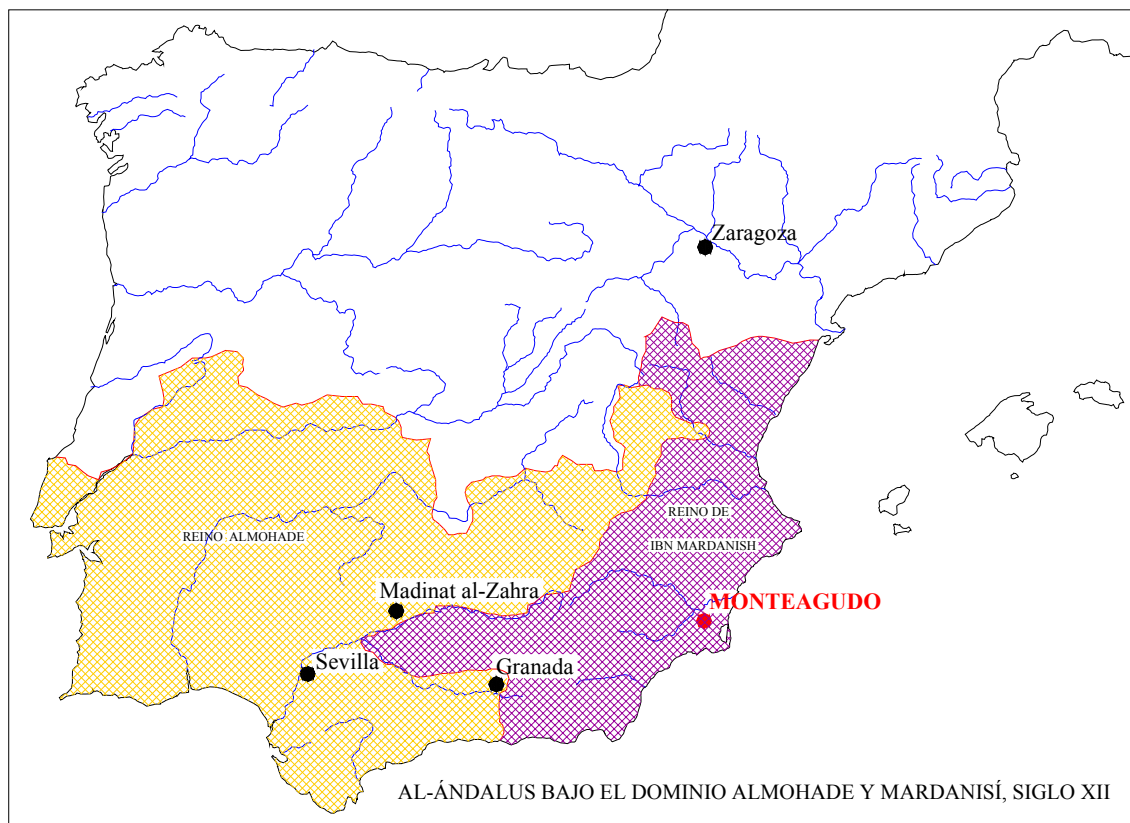 Zaragoza
REINO DE
IBN MARDANISH
REINO ALMOHADE
Madinat al-Zahra
MONTEAGUDO
Sevilla
Granada
AL-ÁNDALUS BAJO EL DOMINIO ALMOHADE Y MARDANISÍ, SIGLO XII